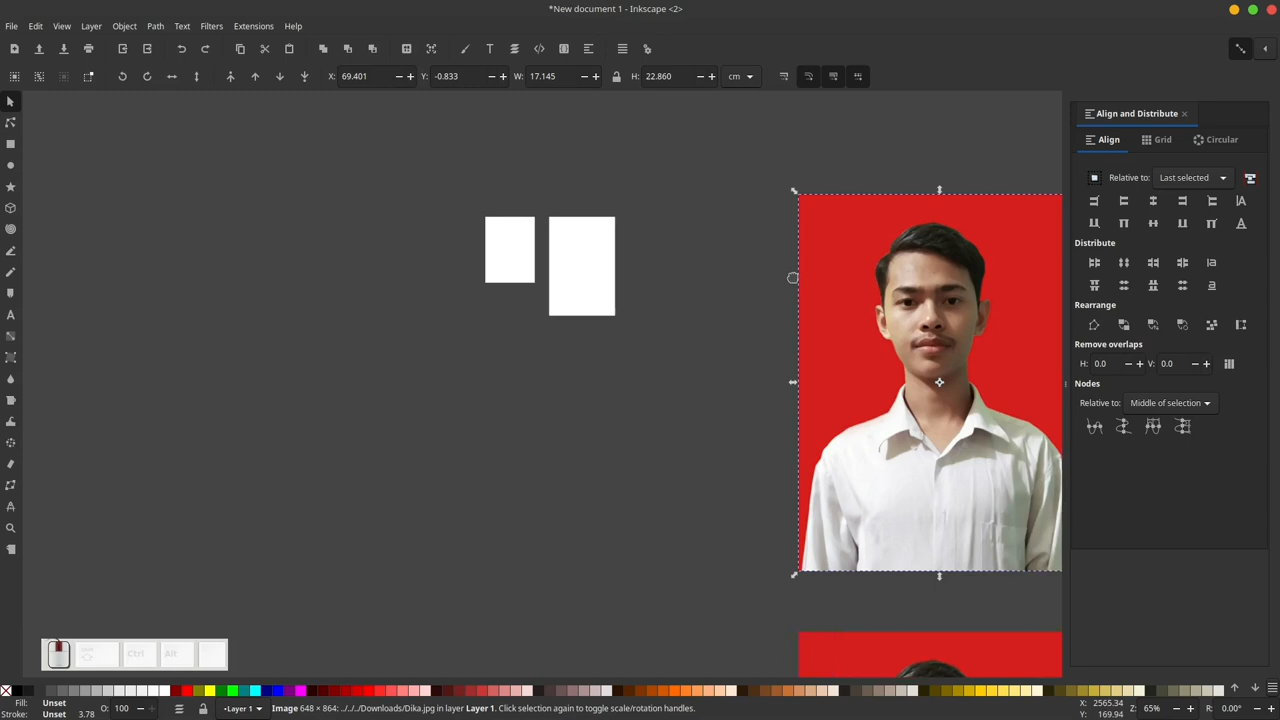 *New document 1 - Inkscape <2>
File Edit View Layer Object Path Text Filters Extensions Help
X: 69.401 Y: -0.833 W: 17.145 H: 22.860 cm
Align and Distribute
Align Grid Circular
Relative to: Last selected
Distribute
Rearrange
Remove overlaps
H: 0.0 V: 0.0
Nodes
Relative to: Middle of selection
Ctrl Alt
Fill: Unset
Stroke: Unset 3.78
O: 100
Layer 1
Image 648 × 864: ../../../Downloads/Dika.jpg in layer Layer 1. Click selection again to toggle scale/rotation handles.
X: 2565.34
Y: 169.94
Z: 65%
R: 0.00°